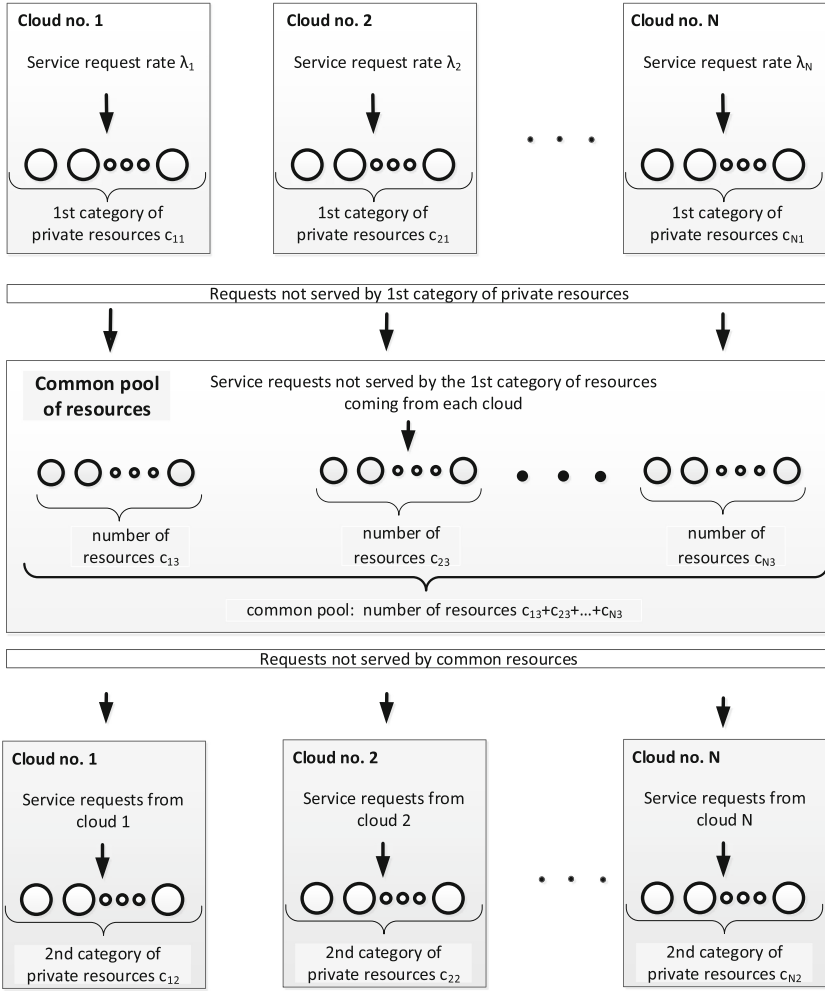 Cloud no. 1
Service request rate λ₁
1st category of
private resources c₁₁
Cloud no. 2
Service request rate λ₂
1st category of
private resources c₂₁
Cloud no. N
Service request rate λ_N
1st category of
private resources c_N1
Requests not served by 1st category of private resources
Common pool
of resources
Service requests not served by the 1st category of resources
coming from each cloud
number of
resources c₁₃
number of
resources c₂₃
number of
resources c_N3
common pool: number of resources c₁₃+c₂₃+...+c_N3
Requests not served by common resources
Cloud no. 1
Service requests from
cloud 1
2nd category of
private resources c₁₂
Cloud no. 2
Service requests from
cloud 2
2nd category of
private resources c₂₂
Cloud no. N
Service requests from
cloud N
2nd category of
private resources c_N2